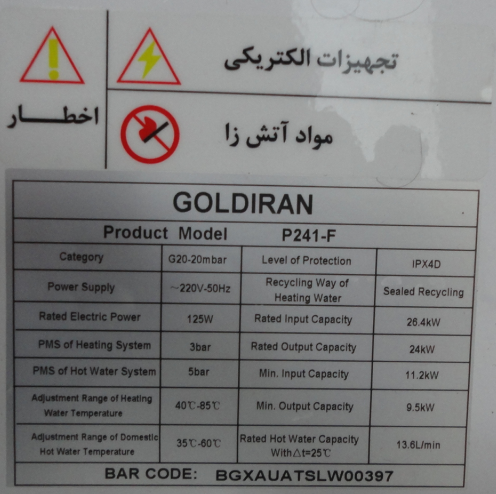 تجهیزات الکتریکی
اخطـــار
مواد آتش زا
GOLDIRAN
Product Model P241-F
Category G20-20mbar Level of Protection IPX4D
Power Supply ～220V-50Hz Recycling Way of Heating Water Sealed Recycling
Rated Electric Power 125W Rated Input Capacity 26.4kW
PMS of Heating System 3bar Rated Output Capacity 24kW
PMS of Hot Water System 5bar Min. Input Capacity 11.2kW
Adjustment Range of Heating Water Temperature 40℃-85℃ Min. Output Capacity 9.5kW
Adjustment Range of Domestic Hot Water Temperature 35℃-60℃ Rated Hot Water Capacity With△t=25℃ 13.6L/min
BAR CODE: BGXAUATSLW00397